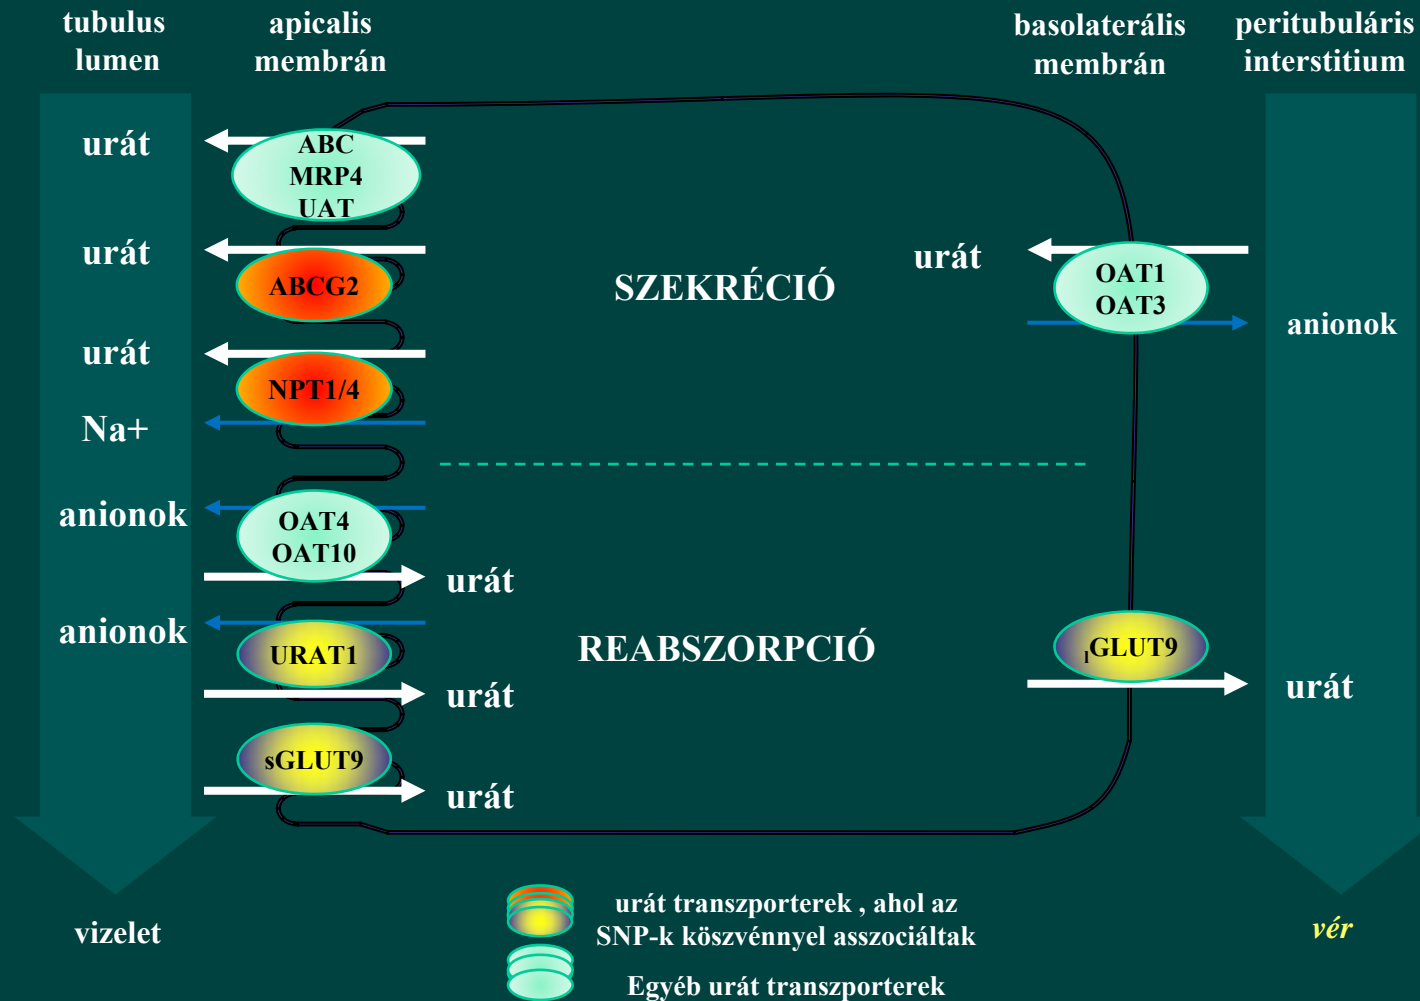 tubulus
lumen
apicalis
membrán
basolaterális
membrán
peritubuláris
interstitium
urát
ABC
MRP4
UAT
urát
ABCG2
SZEKRÉCIÓ
urát
OAT1
OAT3
anionok
urát
NPT1/4
Na+
anionok
OAT4
OAT10
urát
anionok
URAT1
urát
REABSZORPCIÓ
lGLUT9
urát
sGLUT9
urát
vizelet
urát transzporterek , ahol az
SNP-k köszvénnyel asszociáltak
Egyéb urát transzporterek
vér